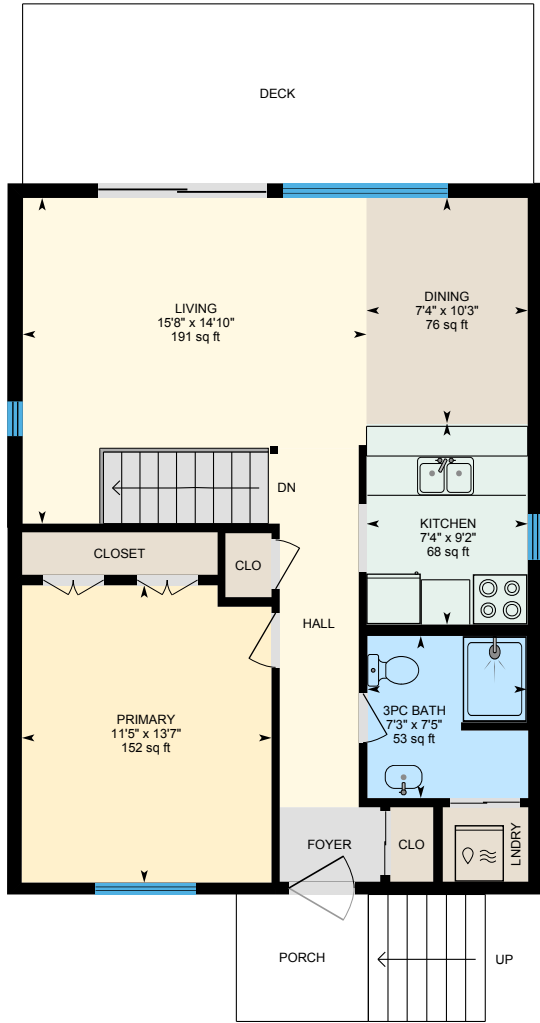 DECK
LIVING
15'8" x 14'10"
191 sq ft
DINING
7'4" x 10'3"
76 sq ft
DN
KITCHEN
7'4" x 9'2"
68 sq ft
CLOSET
CLO
HALL
PRIMARY
11'5" x 13'7"
152 sq ft
3PC BATH
7'3" x 7'5"
53 sq ft
FOYER
CLO
LNDRY
PORCH
UP